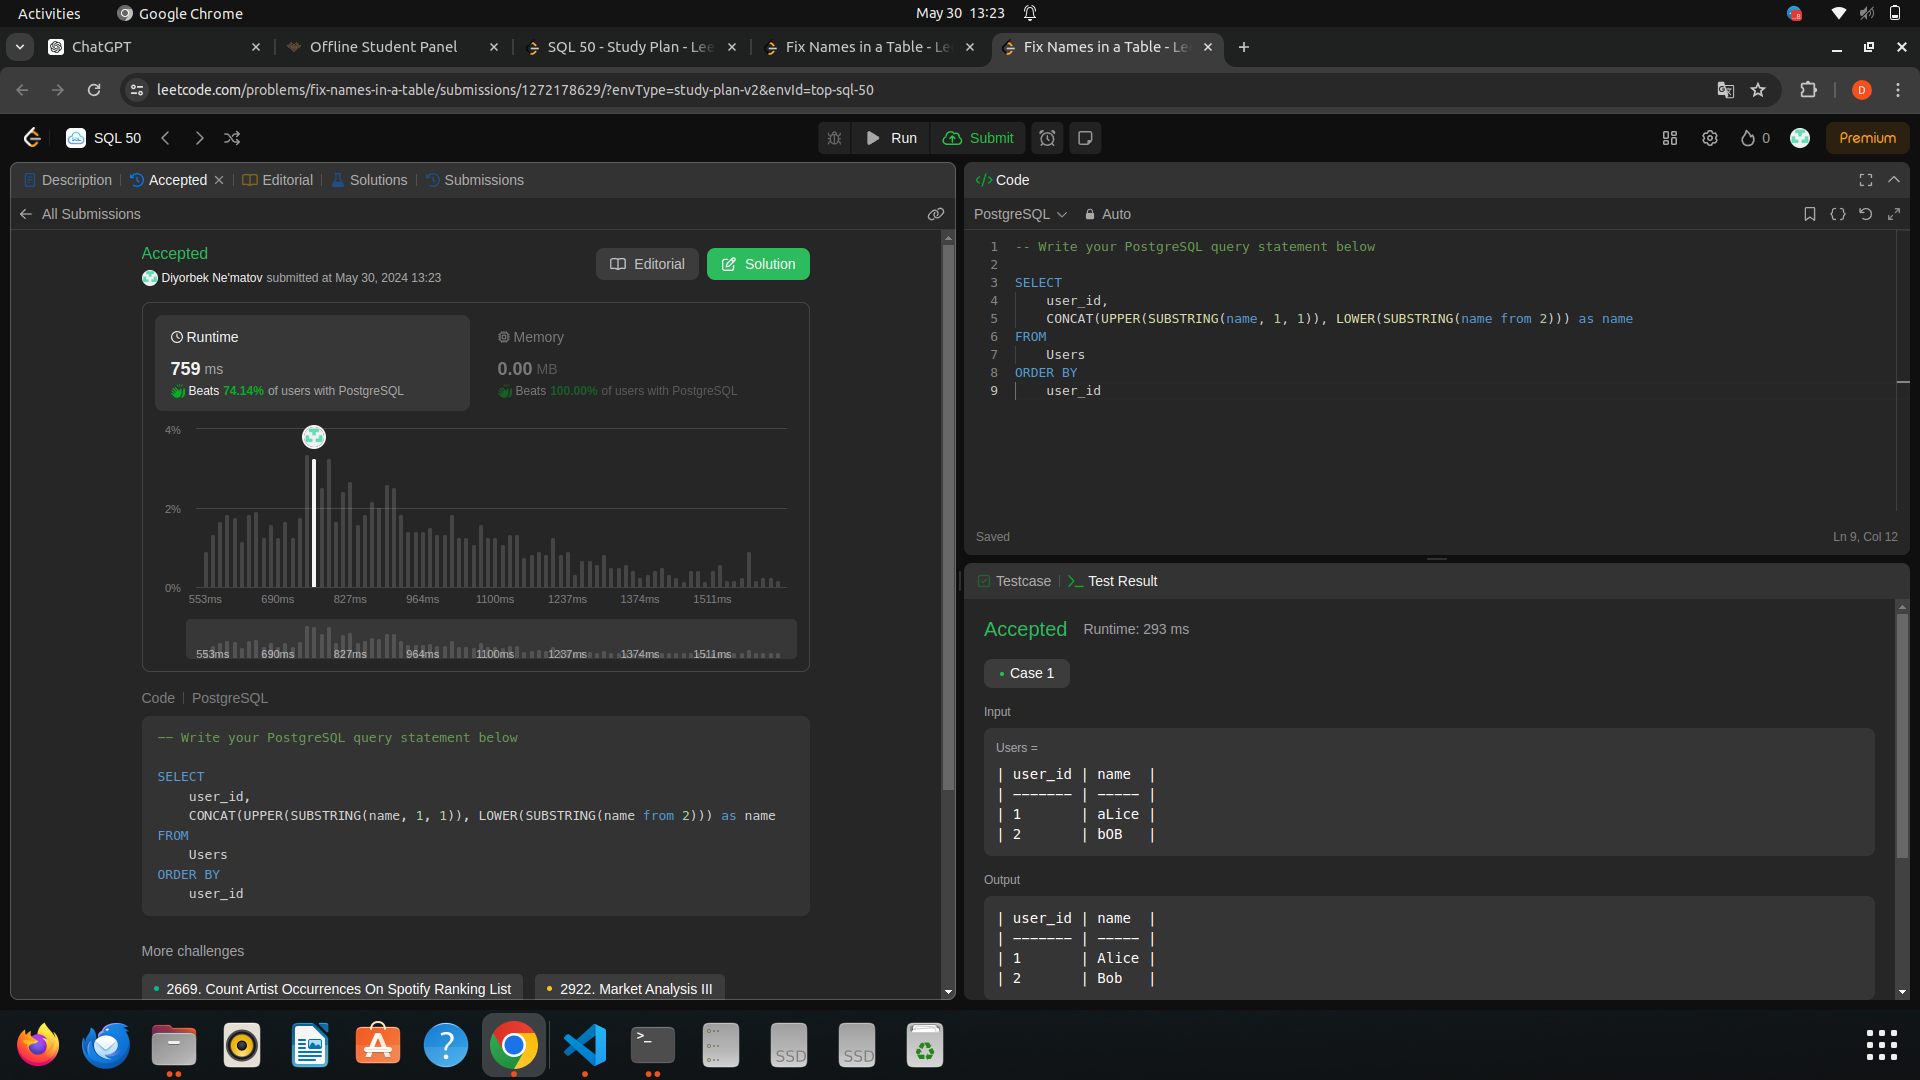 Activities
Google Chrome
May 30 13:23
ChatGPT
Offline Student Panel
SQL 50 - Study Plan - Lee
Fix Names in a Table - Le
Fix Names in a Table - Le
leetcode.com/problems/fix-names-in-a-table/submissions/1272178629/?envType=study-plan-v2&envId=top-sql-50
D
SQL 50
Run
Submit
0
Premium
Description
Accepted
Editorial
Solutions
Submissions
All Submissions
Accepted
Diyorbek Ne'matov submitted at May 30, 2024 13:23
Editorial
Solution
Runtime
759 ms
Beats 74.14% of users with PostgreSQL
Memory
0.00 MB
Beats 100.00% of users with PostgreSQL
4%
2%
0%
553ms 690ms 827ms 964ms 1100ms 1237ms 1374ms 1511ms
553ms 690ms 827ms 964ms 1100ms 1237ms 1374ms 1511ms
Code | PostgreSQL
-- Write your PostgreSQL query statement below
SELECT
user_id,
CONCAT(UPPER(SUBSTRING(name, 1, 1)), LOWER(SUBSTRING(name from 2))) as name
FROM
Users
ORDER BY
user_id
More challenges
2669. Count Artist Occurrences On Spotify Ranking List
2922. Market Analysis III
</> Code
PostgreSQL
Auto
1 -- Write your PostgreSQL query statement below
2
3 SELECT
4 user_id,
5 CONCAT(UPPER(SUBSTRING(name, 1, 1)), LOWER(SUBSTRING(name from 2))) as name
6 FROM
7 Users
8 ORDER BY
9 user_id
Saved
Ln 9, Col 12
Testcase
Test Result
Accepted Runtime: 293 ms
Case 1
Input
Users =
| user_id | name |
| ------- | ----- |
| 1 | aLice |
| 2 | bOB |
Output
| user_id | name |
| ------- | ----- |
| 1 | Alice |
| 2 | Bob |
SSD
SSD